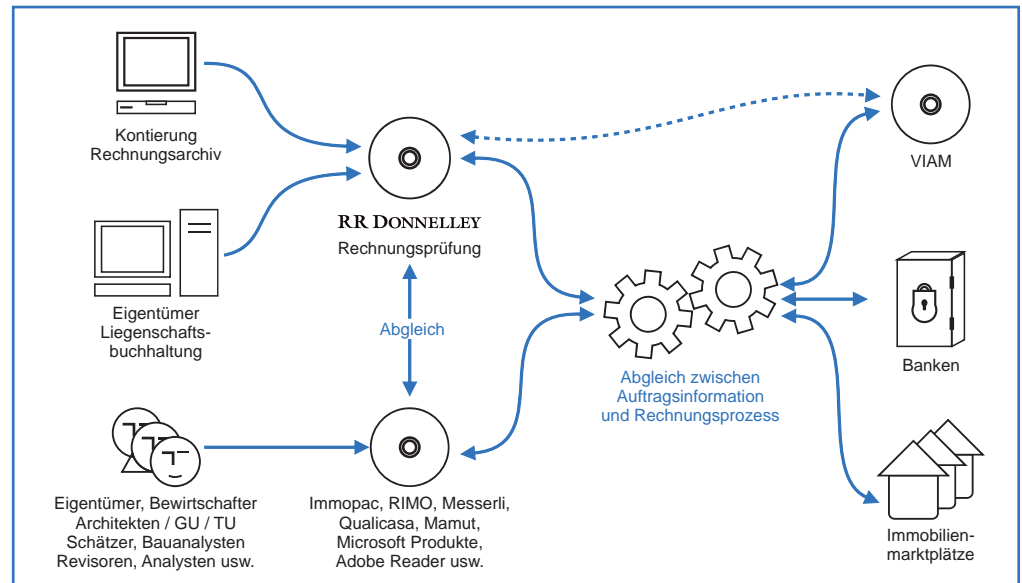 Kontierung
Rechnungsarchiv
VIAM
RR DONNELLEY
Rechnungsprüfung
Eigentümer
Liegenschafts-
buchhaltung
Abgleich
Banken
Abgleich zwischen
Auftragsinformation
und Rechnungsprozess
Eigentümer, Bewirtschafter
Architekten / GU / TU
Schätzer, Bauanalysten
Revisoren, Analysten usw.
Immopac, RIMO, Messerli,
Qualicasa, Mamut,
Microsoft Produkte,
Adobe Reader usw.
Immobilien-
marktplätze